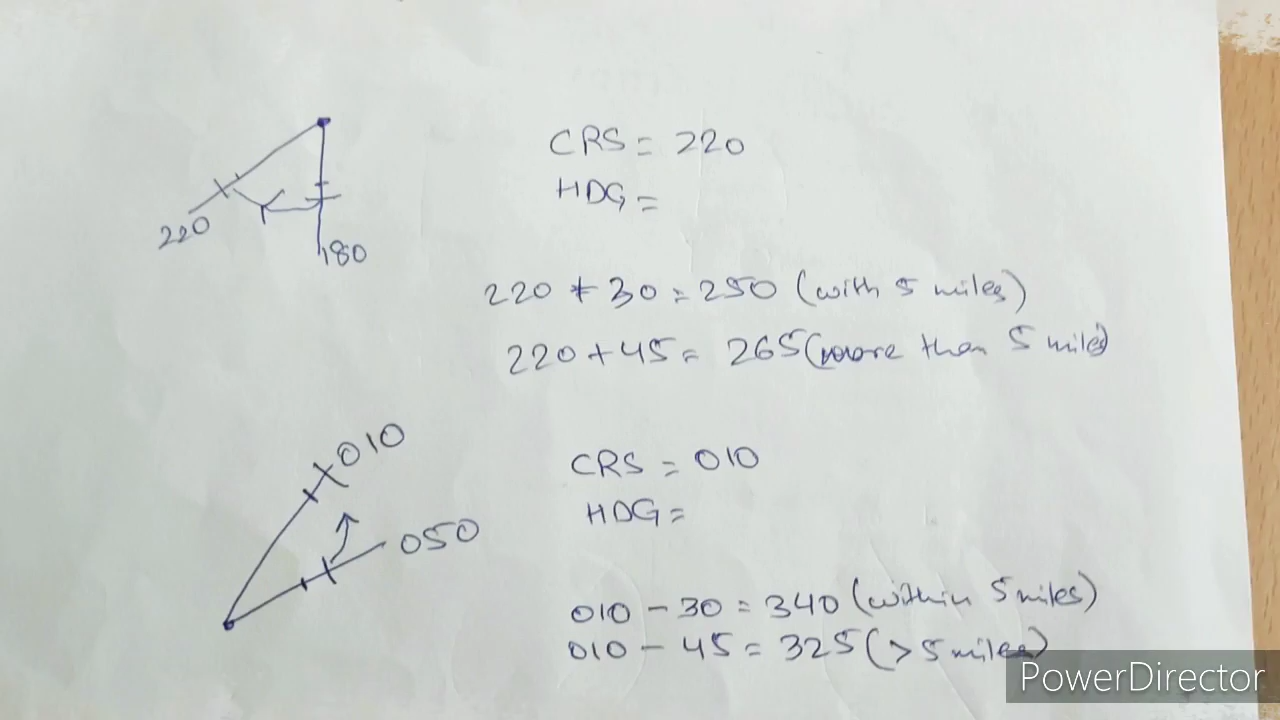 CRS = 220
HDG =
220
180
220 + 30 = 250 (with 5 miles)
220 + 45 = 265 (more than 5 miles)
010
050
CRS = 010
HDG =
010 - 30 = 340 (within 5 miles)
010 - 45 = 325 (> 5 miles)
PowerDirector